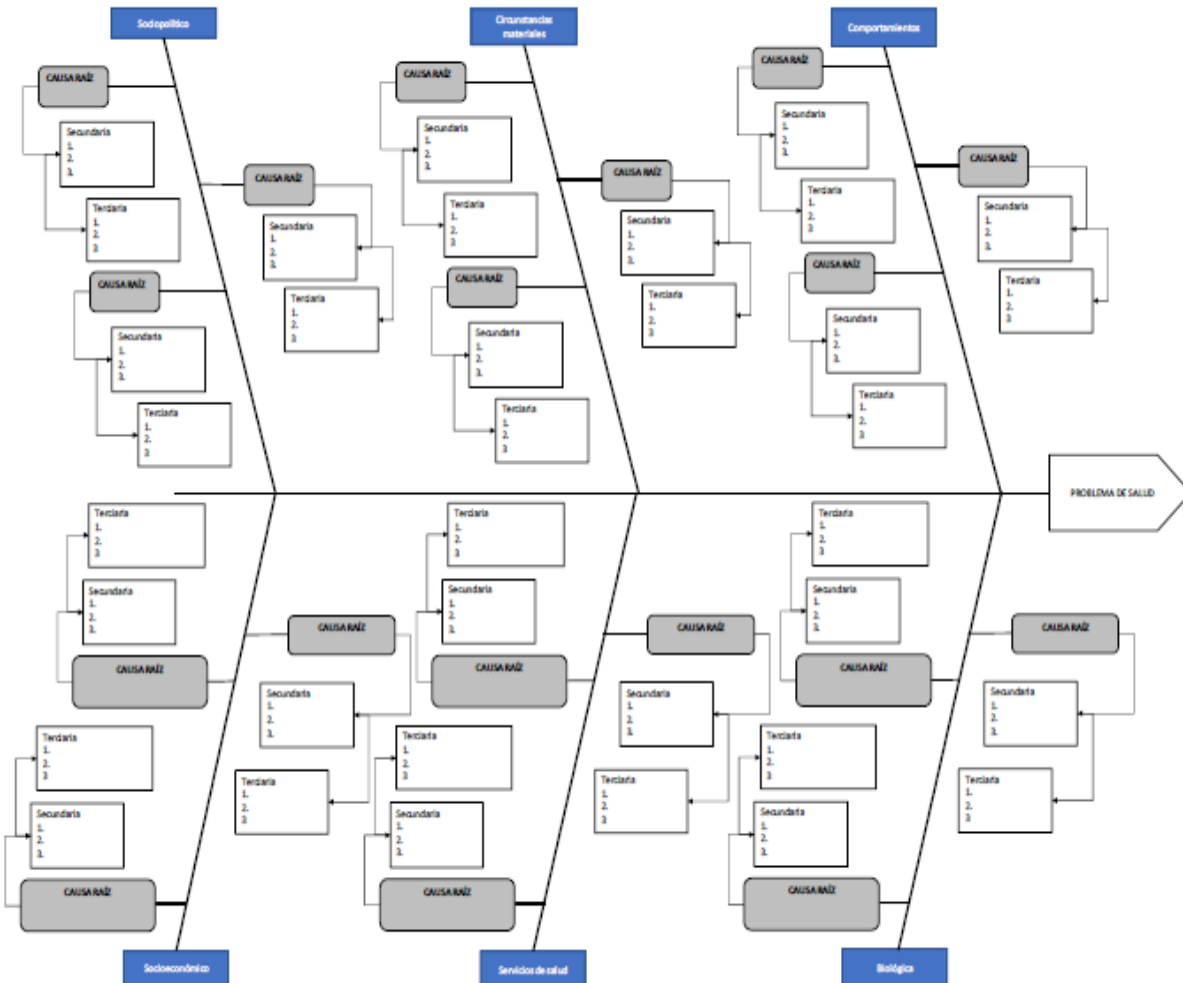 Sociopolítico
Circunstancias
materiales
Comportamientos
CAUSA RAÍZ
Secundaria
1.
2.
3.
Terciaria
1.
2.
3
CAUSA RAÍZ
Secundaria
1.
2.
3.
Terciaria
1.
2.
3
CAUSA RAÍZ
Secundaria
1.
2.
3.
Terciaria
1.
2.
3
CAUSA RAÍZ
Secundaria
1.
2.
3.
Terciaria
1.
2.
3
CAUSA RAÍZ
Secundaria
1.
2.
3.
Terciaria
1.
2.
3
CAUSA RAÍZ
Secundaria
1.
2.
3.
Terciaria
1.
2.
3
CAUSA RAÍZ
Secundaria
1.
2.
3.
Terciaria
1.
2.
3
CAUSA RAÍZ
Secundaria
1.
2.
3.
Terciaria
1.
2.
3
CAUSA RAÍZ
Secundaria
1.
2.
3.
Terciaria
1.
2.
3
PROBLEMA DE SALUD
Terciaria
1.
2.
3
Secundaria
1.
2.
3.
CAUSA RAÍZ
CAUSA RAÍZ
Secundaria
1.
2.
3.
Terciaria
1.
2.
3
Terciaria
1.
2.
3
Secundaria
1.
2.
3.
CAUSA RAÍZ
Terciaria
1.
2.
3
Secundaria
1.
2.
3.
CAUSA RAÍZ
CAUSA RAÍZ
Secundaria
1.
2.
3.
Terciaria
1.
2.
3
Terciaria
1.
2.
3
Secundaria
1.
2.
3.
CAUSA RAÍZ
Terciaria
1.
2.
3
Secundaria
1.
2.
3.
CAUSA RAÍZ
CAUSA RAÍZ
Secundaria
1.
2.
3.
Terciaria
1.
2.
3
Terciaria
1.
2.
3
Secundaria
1.
2.
3.
CAUSA RAÍZ
Socioeconómico
Servicios de salud
Biológica